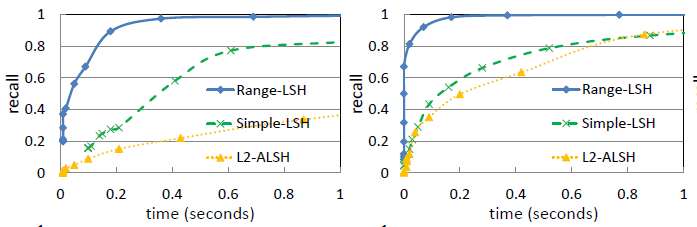 1
0.8
0.6
0.4
0.2
0
recall
Range-LSH
Simple-LSH
L2-ALSH
0 0.2 0.4 0.6 0.8 1
time (seconds)
1
0.8
0.6
0.4
0.2
0
recall
Range-LSH
Simple-LSH
L2-ALSH
0 0.2 0.4 0.6 0.8 1
time (seconds)